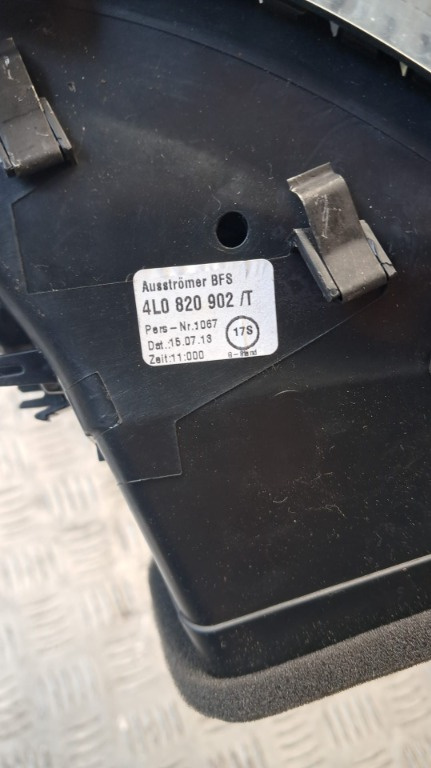 Ausströmer BFS
4L0 820 902 /T
Pers-Nr.1067
Dat.:15.07.13
17S
Zeit:11:000